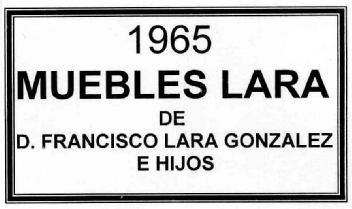 1965
MUEBLES LARA
DE
D. FRANCISCO LARA GONZALEZ
E HIJOS